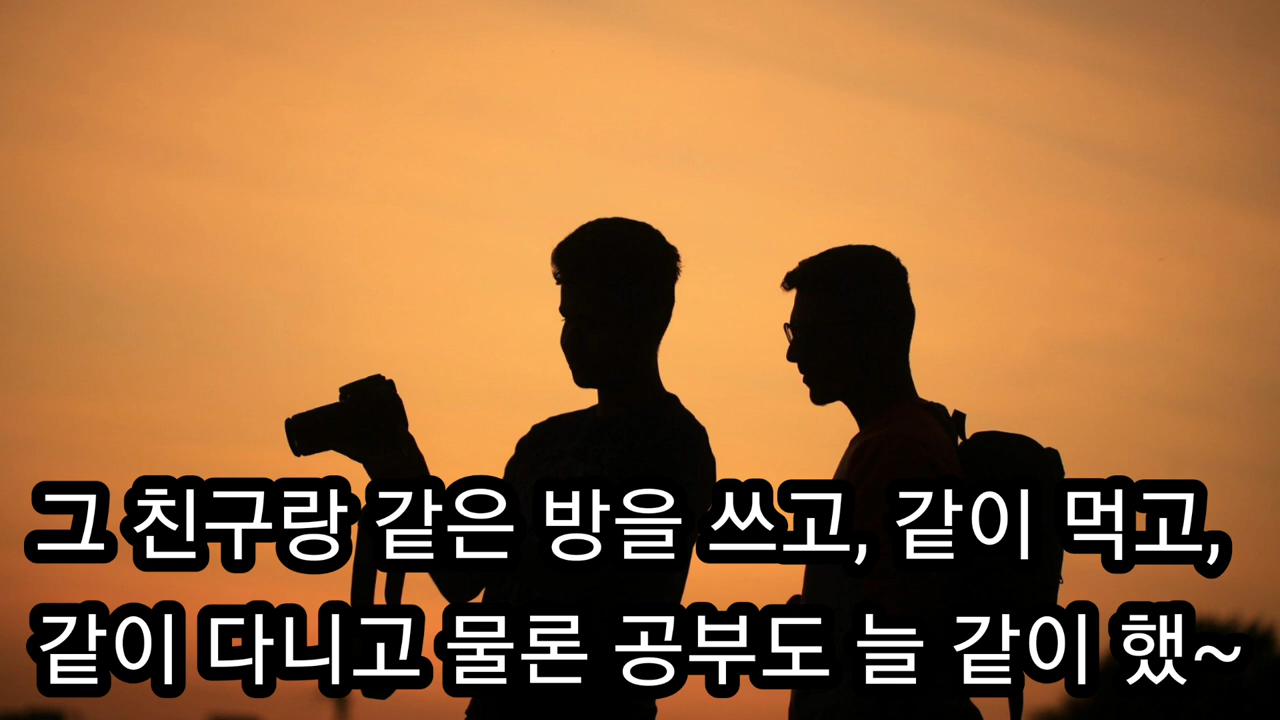 그 친구랑 같은 방을 쓰고, 같이 먹고,
같이 다니고 물론 공부도 늘 같이 했~